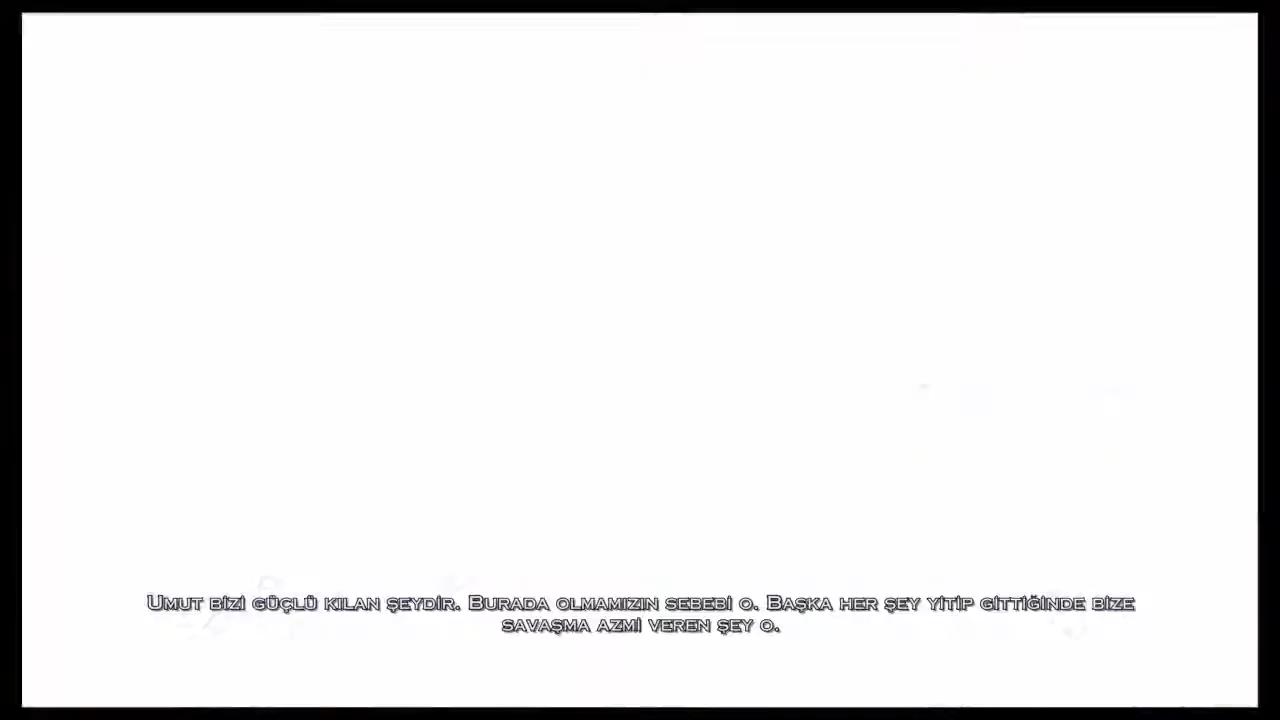 Umut bizi güçlü kılan şeydir. Burada olmamızın sebebi o. Başka her şey yitip gittiğinde bize
savaşma azmi veren şey o.